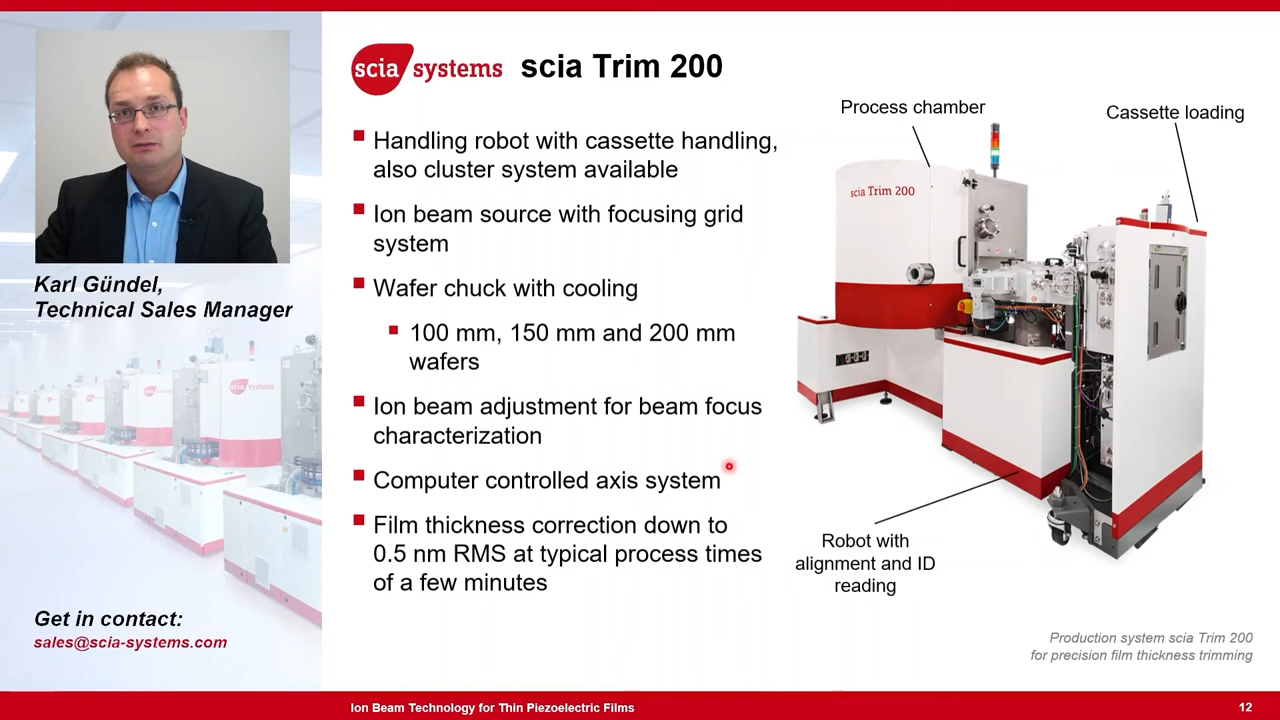 scia systems scia Trim 200
Handling robot with cassette handling,
also cluster system available
Ion beam source with focusing grid
system
Wafer chuck with cooling
100 mm, 150 mm and 200 mm
wafers
Ion beam adjustment for beam focus
characterization
Computer controlled axis system
Film thickness correction down to
0.5 nm RMS at typical process times
of a few minutes
Process chamber
Cassette loading
scia Trim 200
Robot with
alignment and ID
reading
Production system scia Trim 200
for precision film thickness trimming
Karl Gündel,
Technical Sales Manager
scia systems
Get in contact:
sales@scia-systems.com
Ion Beam Technology for Thin Piezoelectric Films
12